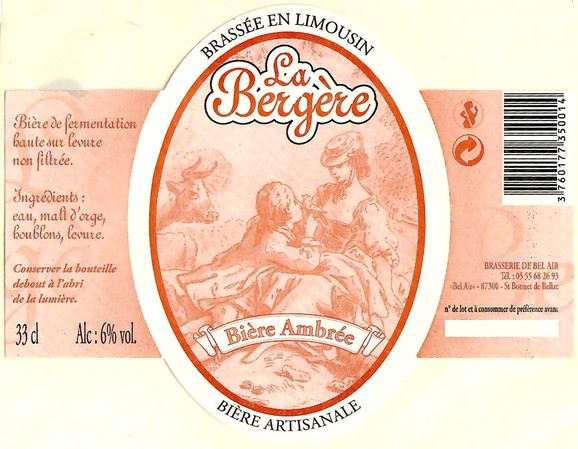 BRASSÉE EN LIMOUSIN
La
Bergère
Bière Ambrée
BIÈRE ARTISANALE
Bière de fermentation
haute sur levure
non filtrée.
Ingrédients :
eau, malt d'orge,
houblons, levure.
Conserver la bouteille
debout à l'abri
de la lumière.
33 cl Alc : 6% vol.
3 760177 350014
BRASSERIE DE BEL AIR
Tél. : 05 55 68 26 93
«Bel Air» - 87300 - St Bonnet de Bellac
n° de lot et à consommer de préférence avant